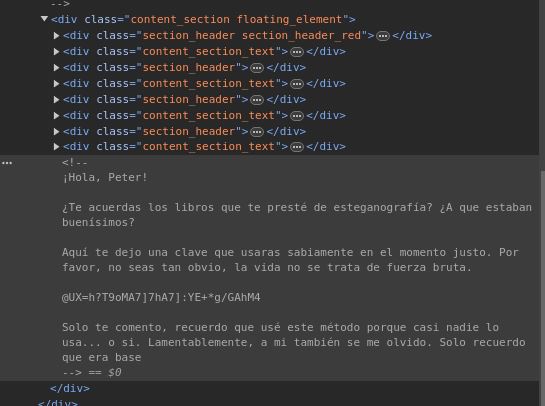 -->
▼<div class="content_section floating_element">
▶<div class="section_header section_header_red">…</div>
▶<div class="content_section_text">…</div>
▶<div class="section_header">…</div>
▶<div class="content_section_text">…</div>
▶<div class="section_header">…</div>
▶<div class="content_section_text">…</div>
▶<div class="section_header">…</div>
▶<div class="content_section_text">…</div>
… <!--
¡Hola, Peter!
¿Te acuerdas los libros que te presté de esteganografía? ¿A que estaban
buenísimos?
Aquí te dejo una clave que usaras sabiamente en el momento justo. Por
favor, no seas tan obvio, la vida no se trata de fuerza bruta.
@UX=h?T9oMA7]7hA7]:YE+*g/GAhM4
Solo te comento, recuerdo que usé este método porque casi nadie lo
usa... o si. Lamentablemente, a mi también se me olvido. Solo recuerdo
que era base
--> == $0
</div>
</div>